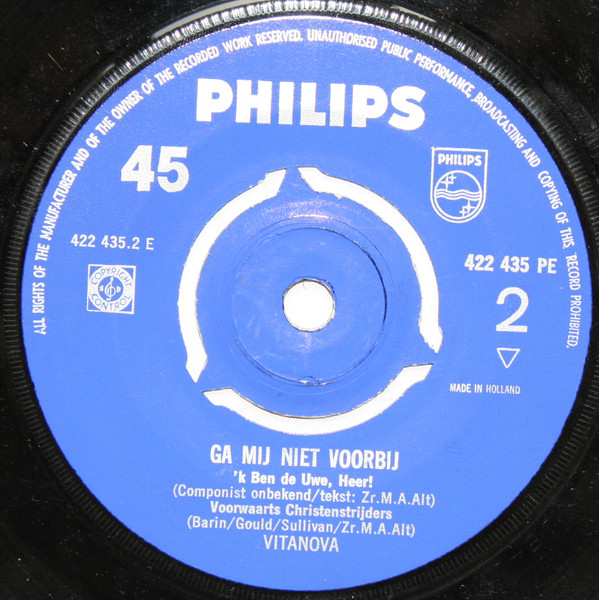 ALL RIGHTS OF THE MANUFACTURER AND OF THE OWNER OF THE RECORDED WORK RESERVED. UNAUTHORISED PUBLIC PERFORMANCE, BROADCASTING AND COPYING OF THIS RECORD PROHIBITED.
PHILIPS
45
PHILIPS
422 435.2 E
422 435 PE
COPYRIGHT
CONTROL
2
MADE IN HOLLAND
GA MIJ NIET VOORBIJ
'k Ben de Uwe, Heer!
(Componist onbekend/tekst: Zr.M.A.Alt)
Voorwaarts Christenstrijders
(Barin/Gould/Sullivan/Zr.M.A.Alt)
VITANOVA